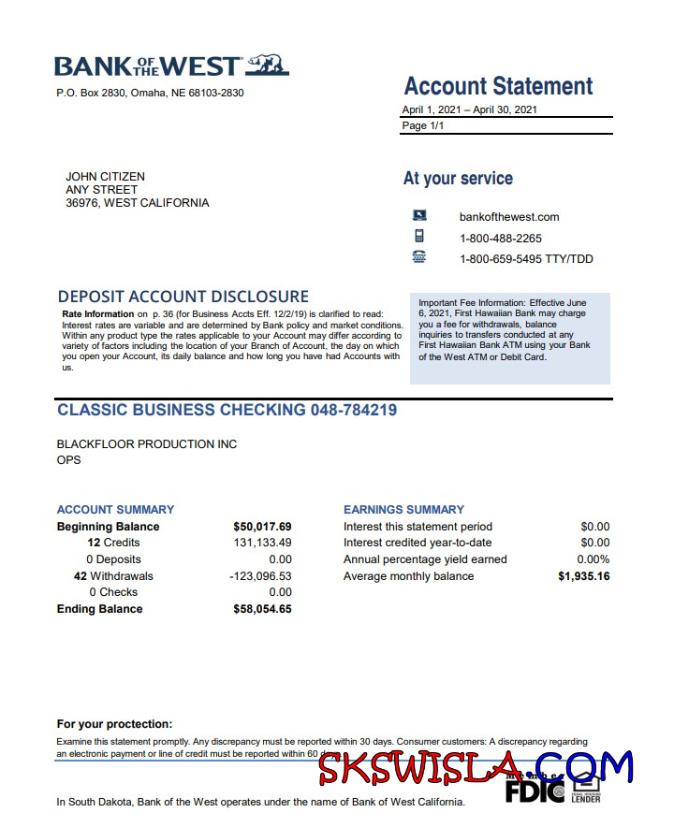 BANK OF THE WEST
P.O. Box 2830, Omaha, NE 68103-2830
Account Statement
April 1, 2021 – April 30, 2021
Page 1/1
JOHN CITIZEN
ANY STREET
36976, WEST CALIFORNIA
At your service
bankofthewest.com
1-800-488-2265
1-800-659-5495 TTY/TDD
DEPOSIT ACCOUNT DISCLOSURE
Rate Information on p. 36 (for Business Accts Eff. 12/2/19) is clarified to read:
Interest rates are variable and are determined by Bank policy and market conditions.
Within any product type the rates applicable to your Account may differ according to
variety of factors including the location of your Branch of Account, the day on which
you open your Account, its daily balance and how long you have had Accounts with
us.
Important Fee Information: Effective June
6, 2021, First Hawaiian Bank may charge
you a fee for withdrawals, balance
inquiries to transfers conducted at any
First Hawaiian Bank ATM using your Bank
of the West ATM or Debit Card.
CLASSIC BUSINESS CHECKING 048-784219
BLACKFLOOR PRODUCTION INC
OPS
ACCOUNT SUMMARY
Beginning Balance $50,017.69
12 Credits 131,133.49
0 Deposits 0.00
42 Withdrawals -123,096.53
0 Checks 0.00
Ending Balance $58,054.65
EARNINGS SUMMARY
Interest this statement period $0.00
Interest credited year-to-date $0.00
Annual percentage yield earned 0.00%
Average monthly balance $1,935.16
For your proctection:
Examine this statement promptly. Any discrepancy must be reported within 30 days. Consumer customers: A discrepancy regarding
an electronic payment or line of credit must be reported within 60
SKSWISLA.COM
In South Dakota, Bank of the West operates under the name of Bank of West California.
FDIC
LENDER